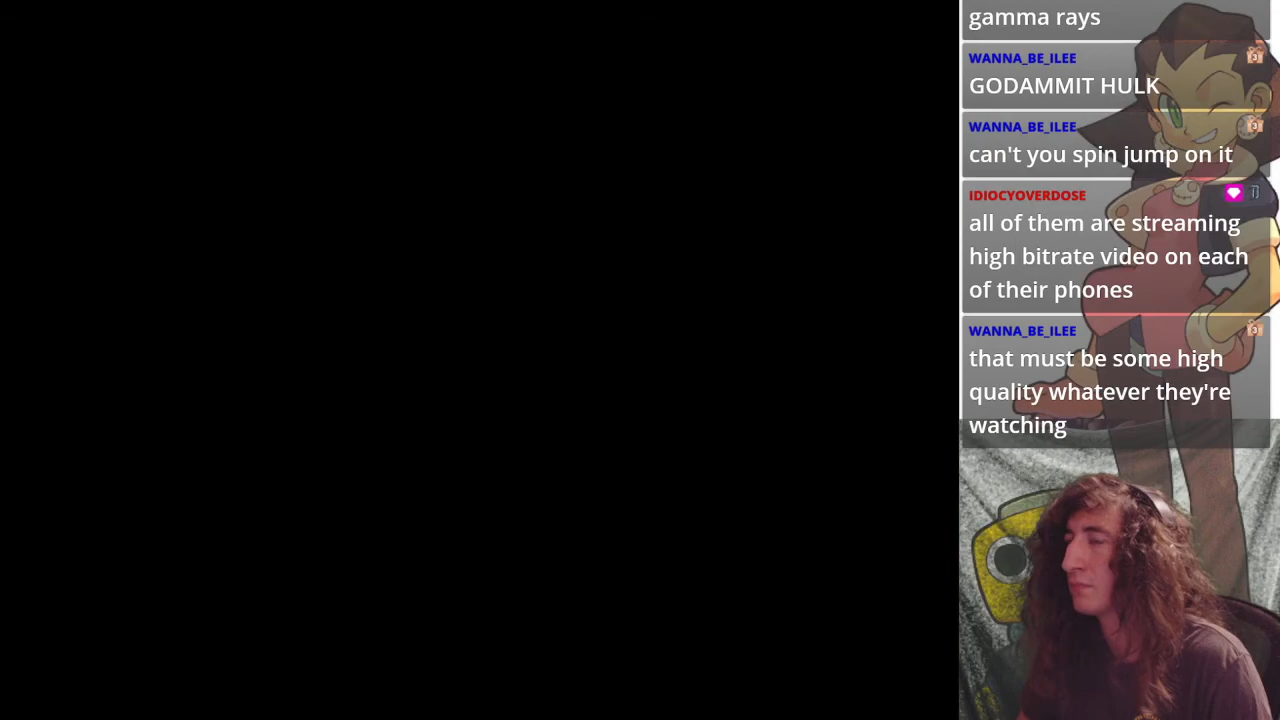 gamma rays
WANNA_BE_ILEE
GODAMMIT HULK
WANNA_BE_ILEE
can't you spin jump on it
IDIOCYOVERDOSE
all of them are streaming
high bitrate video on each
of their phones
WANNA_BE_ILEE
that must be some high
quality whatever they're
watching